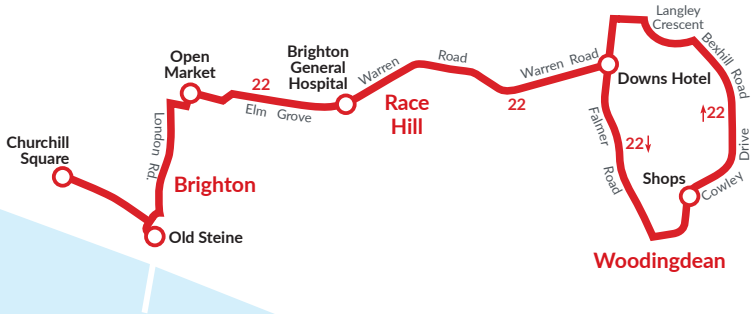 Churchill
Square
Old Steine
Brighton
London Rd.
Open
Market
22
Elm Grove
Brighton
General
Hospital
Warren
Road
Race
Hill
22
Warren Road
Downs Hotel
Langley
Crescent
Bexhill Road
22
Drive
Cowley
Shops
Falmer
Road
22
Woodingdean